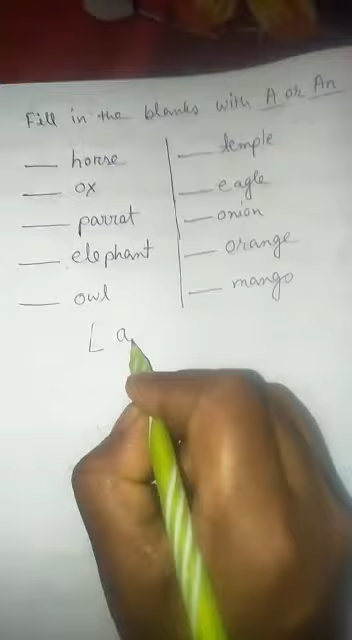 Fill in the blanks with A or An
___ horse
___ ox
___ parrot
___ elephant
___ owl
___ temple
___ eagle
___ onion
___ orange
___ mango
[ a,